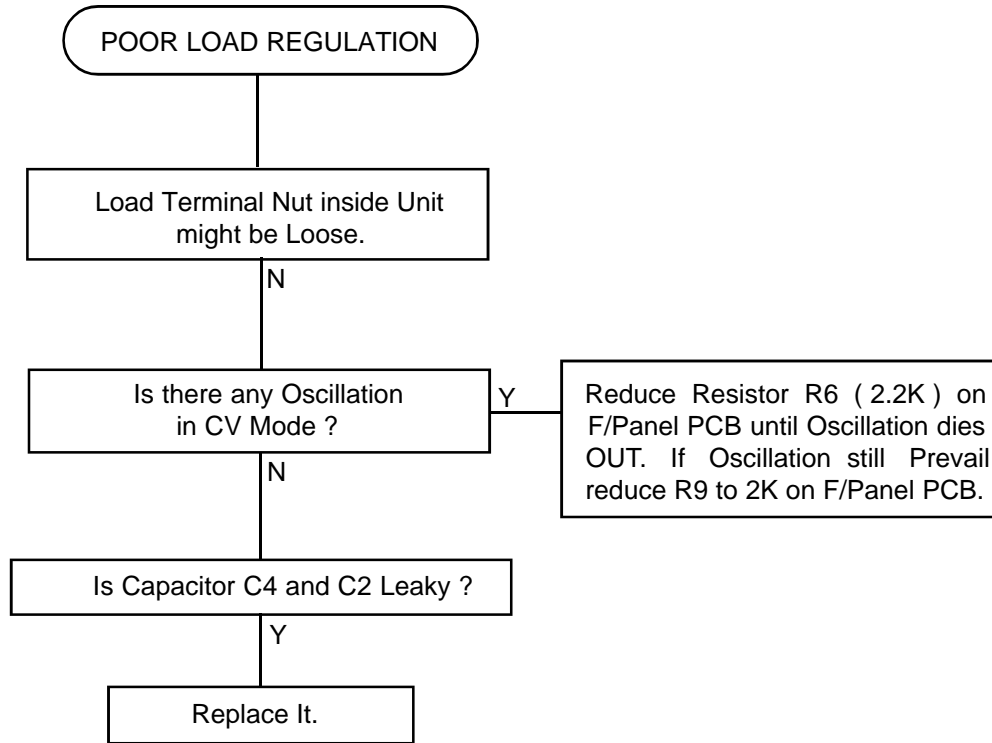 POOR LOAD REGULATION
Load Terminal Nut inside Unit
might be Loose.
N
Is there any Oscillation
in CV Mode ?
Y
Reduce Resistor R6 ( 2.2K ) on
F/Panel PCB until Oscillation dies
OUT. If Oscillation still Prevail
reduce R9 to 2K on F/Panel PCB.
N
Is Capacitor C4 and C2 Leaky ?
Y
Replace It.